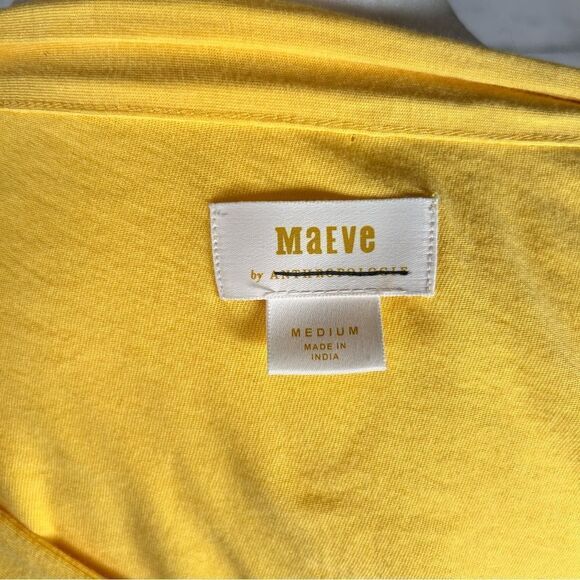 MaEve
by ANTHROPOLOGIE
MEDIUM
MADE IN
INDIA